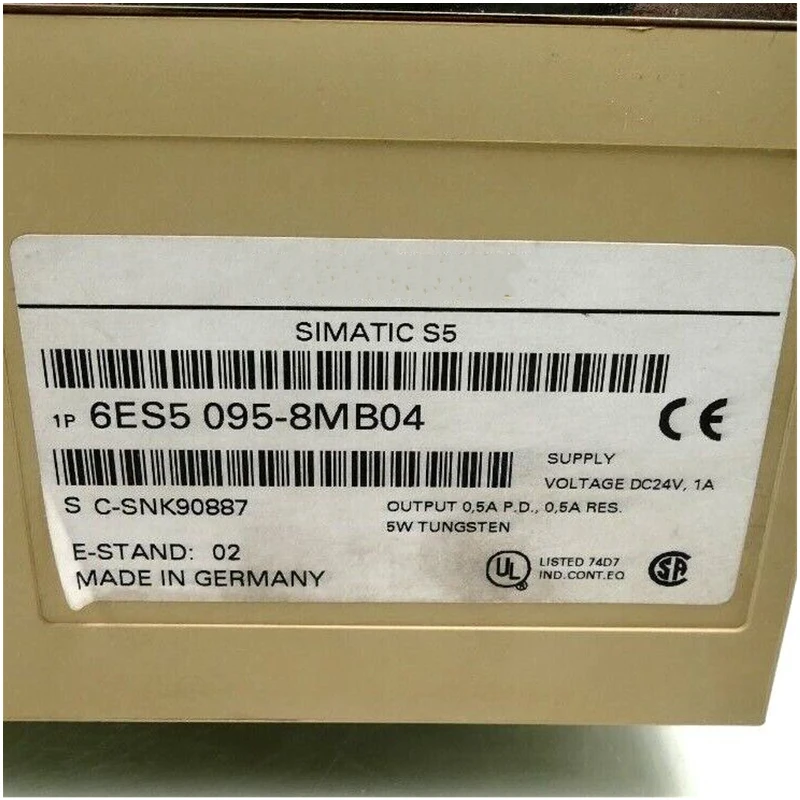 SIMATIC S5
1P 6ES5 095-8MB04
CE
SUPPLY
VOLTAGE DC24V, 1A
S C-SNK90887
OUTPUT 0,5A P.D., 0,5A RES.
5W TUNGSTEN
E-STAND: 02
MADE IN GERMANY
UL
LISTED 74D7
IND.CONT.EQ
SA